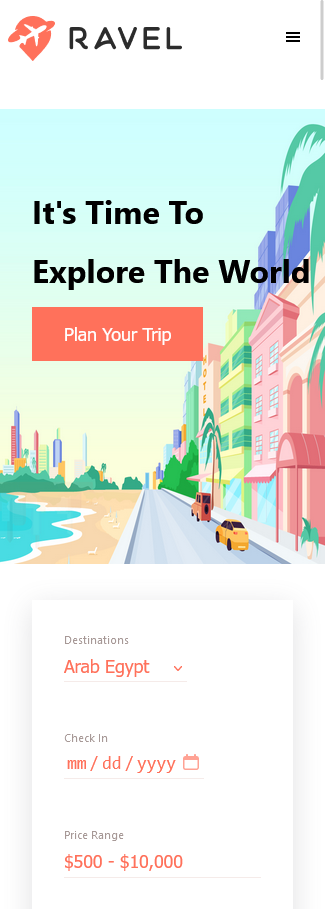 RAVEL
It's Time To
Explore The World
Plan Your Trip
HOTEL
Destinations
Arab Egypt
Check In
mm / dd / yyyy
Price Range
$500 - $10,000